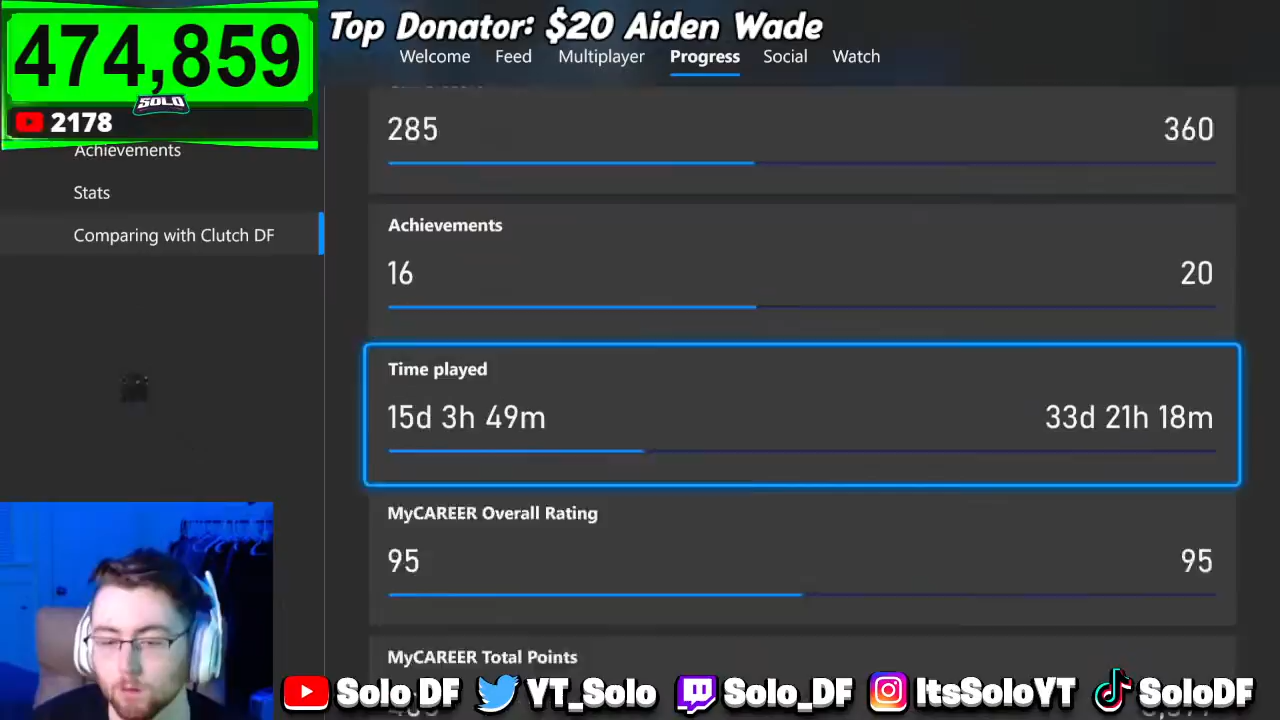 Top Donator: $20 Aiden Wade
474,859
SOLO
2178
Welcome Feed Multiplayer Progress Social Watch
Achievements
Stats
Comparing with Clutch DF
285 360
Achievements
16 20
Time played
15d 3h 49m 33d 21h 18m
MyCAREER Overall Rating
95 95
MyCAREER Total Points
Solo DF YT_Solo Solo_DF ItsSoloYT SoloDF